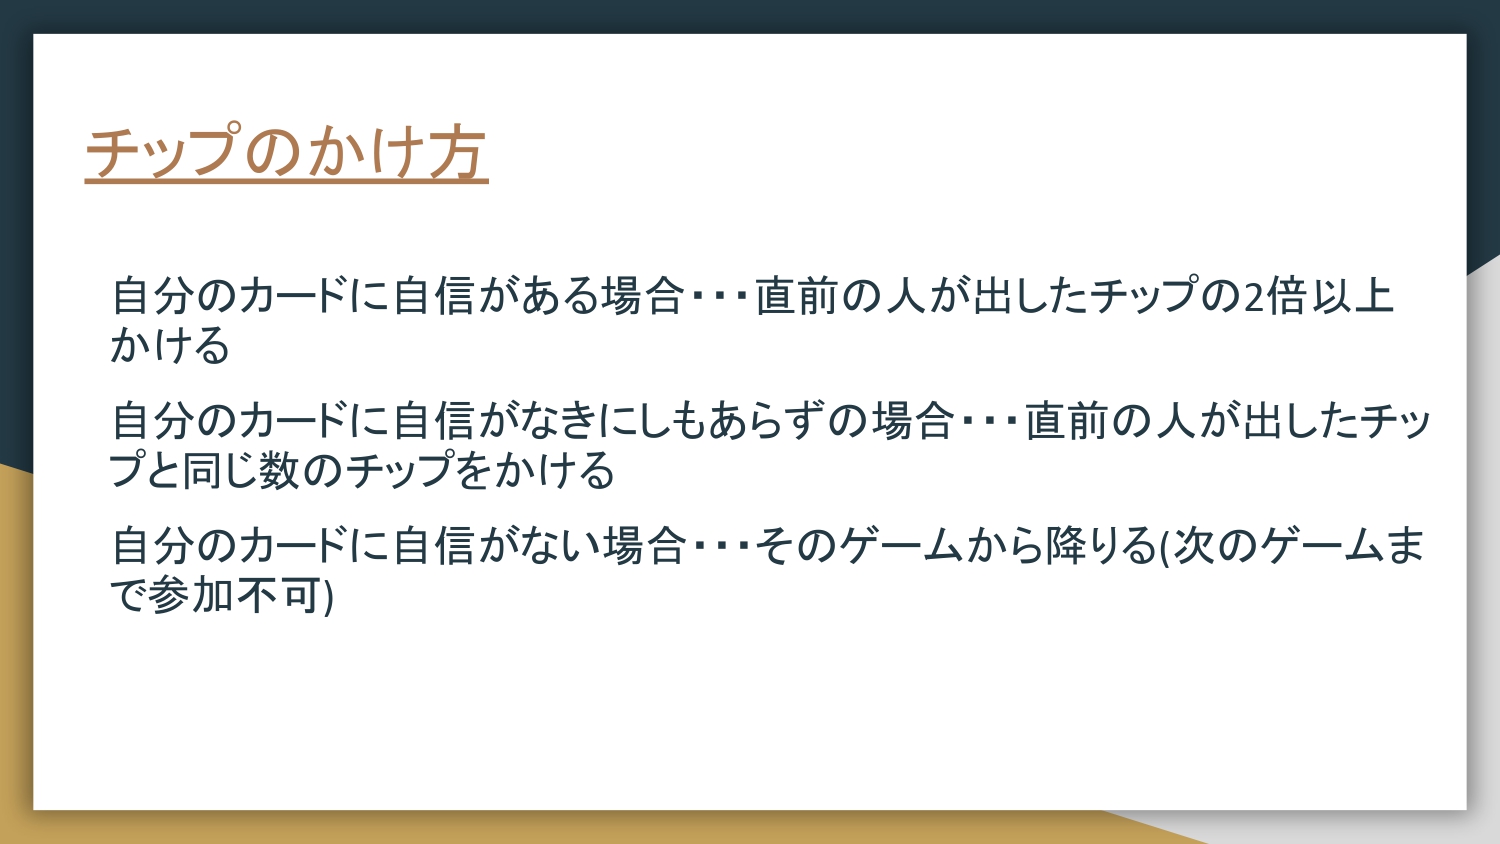 チップのかけ方
自分のカードに自信がある場合・・・直前の人が出したチップの2倍以上
かける
自分のカードに自信がなきにしもあらずの場合・・・直前の人が出したチッ
プと同じ数のチップをかける
自分のカードに自信がない場合・・・そのゲームから降りる(次のゲームま
で参加不可)